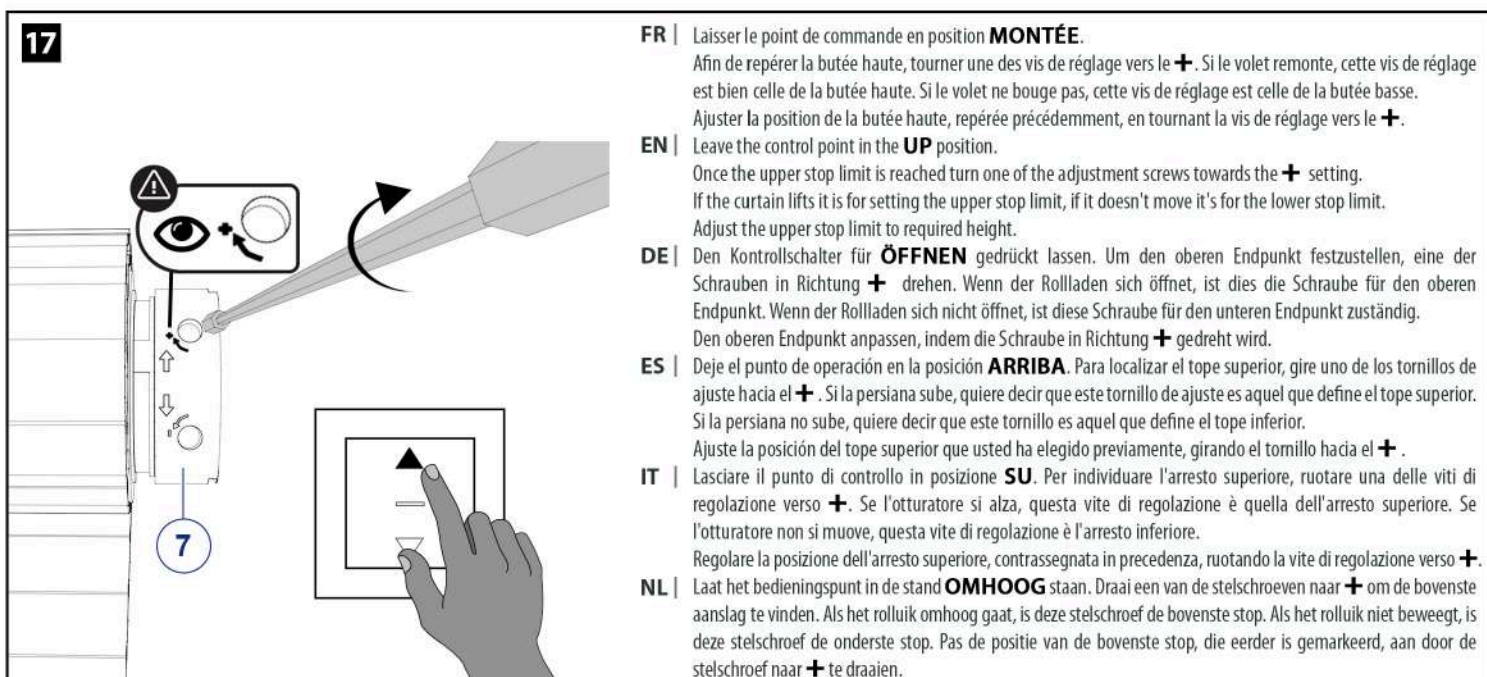 17
FR | Laisser le point de commande en position MONTÉE.
Afin de repérer la butée haute, tourner une des vis de réglage vers le +. Si le volet remonte, cette vis de réglage
est bien celle de la butée haute. Si le volet ne bouge pas, cette vis de réglage est celle de la butée basse.
Ajuster la position de la butée haute, repérée précédemment, en tournant la vis de réglage vers le +.
EN | Leave the control point in the UP position.
Once the upper stop limit is reached turn one of the adjustment screws towards the + setting.
If the curtain lifts it is for setting the upper stop limit, if it doesn't move it's for the lower stop limit.
Adjust the upper stop limit to required height.
DE | Den Kontrollschalter für ÖFFNEN gedrückt lassen. Um den oberen Endpunkt festzustellen, eine der
Schrauben in Richtung + drehen. Wenn der Rollladen sich öffnet, ist dies die Schraube für den oberen
Endpunkt. Wenn der Rollladen sich nicht öffnet, ist diese Schraube für den unteren Endpunkt zuständig.
Den oberen Endpunkt anpassen, indem die Schraube in Richtung + gedreht wird.
ES | Deje el punto de operación en la posición ARRIBA. Para localizar el tope superior, gire uno de los tornillos de
ajuste hacia el + . Si la persiana sube, quiere decir que este tornillo de ajuste es aquel que define el tope superior.
Si la persiana no sube, quiere decir que este tornillo es aquel que define el tope inferior.
Ajuste la posición del tope superior que usted ha elegido previamente, girando el tornillo hacia el + .
IT | Lasciare il punto di controllo in posizione SU. Per individuare l'arresto superiore, ruotare una delle viti di
regolazione verso +. Se l'otturatore si alza, questa vite di regolazione è quella dell'arresto superiore. Se
l'otturatore non si muove, questa vite di regolazione è l'arresto inferiore.
Regolare la posizione dell'arresto superiore, contrassegnata in precedenza, ruotando la vite di regolazione verso +.
NL | Laat het bedieningspunt in de stand OMHOOG staan. Draai een van de stelschroeven naar + om de bovenste
aanslag te vinden. Als het rolluik omhoog gaat, is deze stelschroef de bovenste stop. Als het rolluik niet beweegt, is
deze stelschroef de onderste stop. Pas de positie van de bovenste stop, die eerder is gemarkeerd, aan door de
stelschroef naar + te draaien.
+
+
-
7